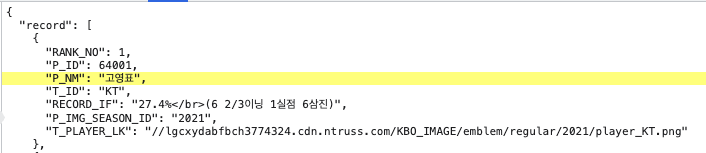 {
"record": [
{
"RANK_NO": 1,
"P_ID": 64001,
"P_NM": "고영표",
"T_ID": "KT",
"RECORD_IF": "27.4%</br>(6 2/3이닝 1실점 6삼진)",
"P_IMG_SEASON_ID": "2021",
"T_PLAYER_LK": "//lgcxydabfbch3774324.cdn.ntruss.com/KBO_IMAGE/emblem/regular/2021/player_KT.png"
},